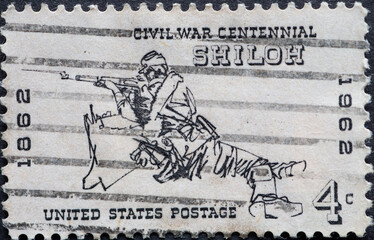 CIVIL WAR CENTENNIAL
SHILOH
1862
1962
4c
UNITED STATES POSTAGE